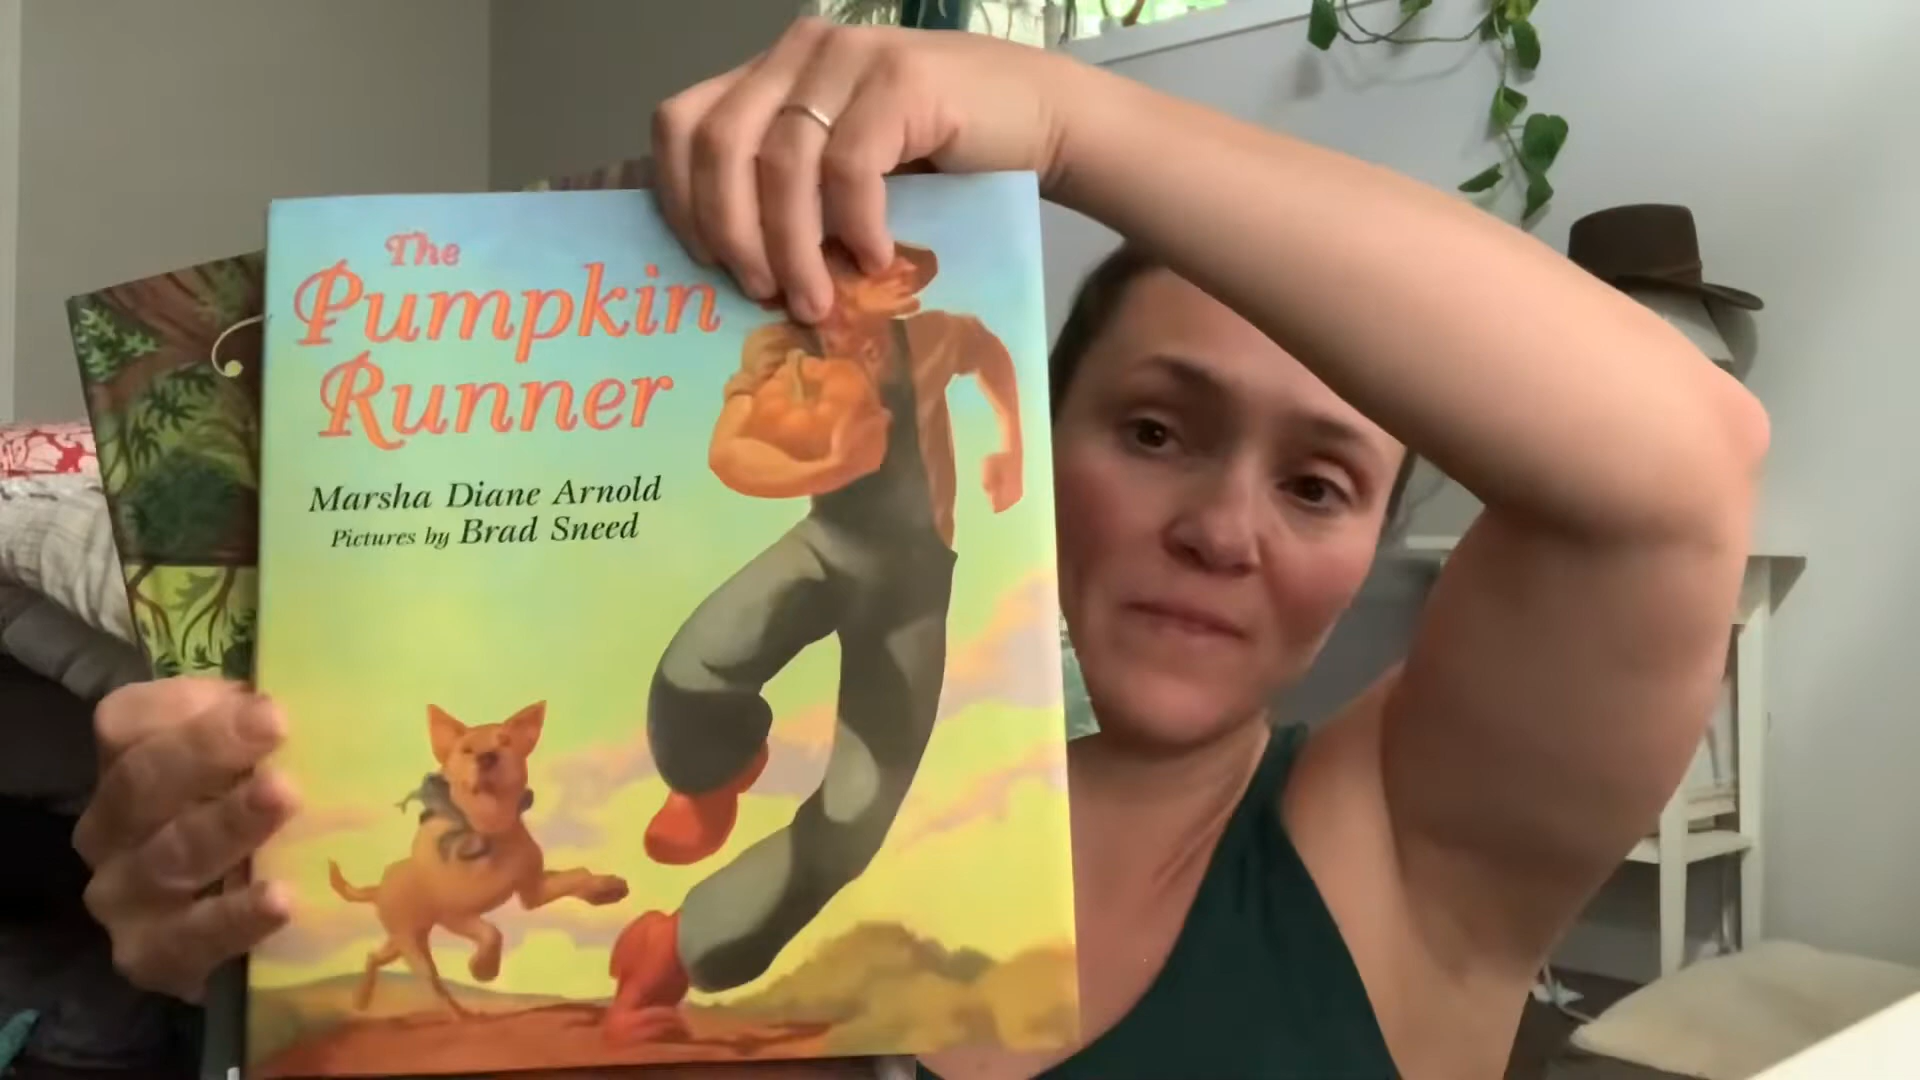 The
Pumpkin
Runner
Marsha Diane Arnold
Pictures by Brad Sneed